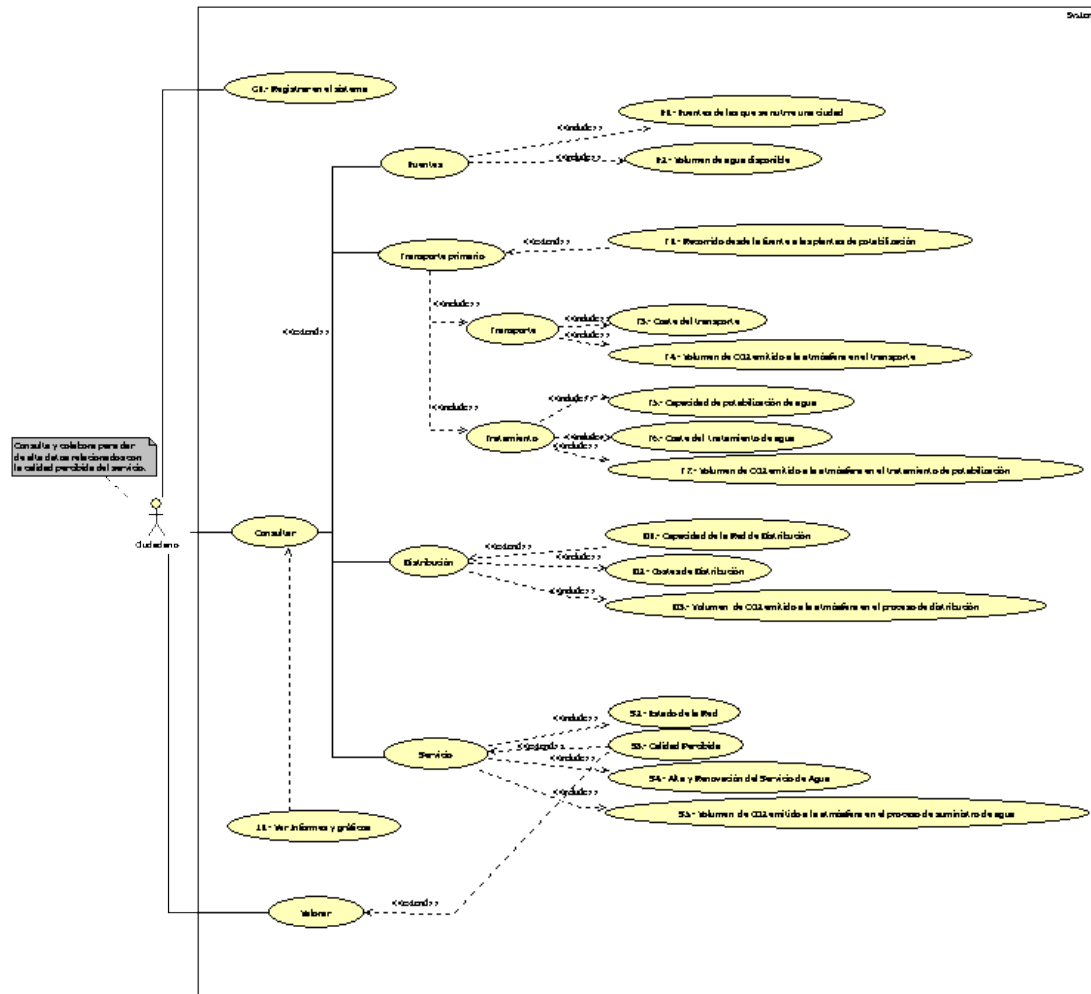 System
G1.- Registrar en el sistema
F1.- Fuentes de las que se nutre una ciudad
<<include>>
Fuentes
<<include>>
F2.- Volumen de agua disponible
T1.- Recorrido desde la fuente a las plantas de potabilización
<<extend>>
Transporte primario
<<include>>
<<extend>>
Transporte
<<include>>
T3.- Coste del transporte
<<include>>
T4.- Volumen de CO2 emitido a la atmósfera en el transporte
<<include>>
T5.- Capacidad de potabilización de agua
<<include>>
Tratamiento
<<include>>
T6.- Coste del tratamiento de agua
<<include>>
T7.- Volumen de CO2 emitido a la atmósfera en el tratamiento de potabilización
Consulta y colabora para dar
de alta datos relacionados con
la calidad percibida del servicio.
Ciudadano
Consultar
D1.- Capacidad de la Red de Distribución
<<extend>>
Distribución
<<include>>
D2.- Costes de Distribución
<<include>>
D3.- Volumen de CO2 emitido a la atmósfera en el proceso de distribución
S2.- Estado de la Red
<<include>>
S3.- Calidad Percibida
<<extend>>
Servicio
<<include>>
S4.- Alta y Renovación del Servicio de Agua
<<include>>
S5.- Volumen de CO2 emitido a la atmósfera en el proceso de suministro de agua
Ver Informes y gráficos
<<extend>>
Valorar